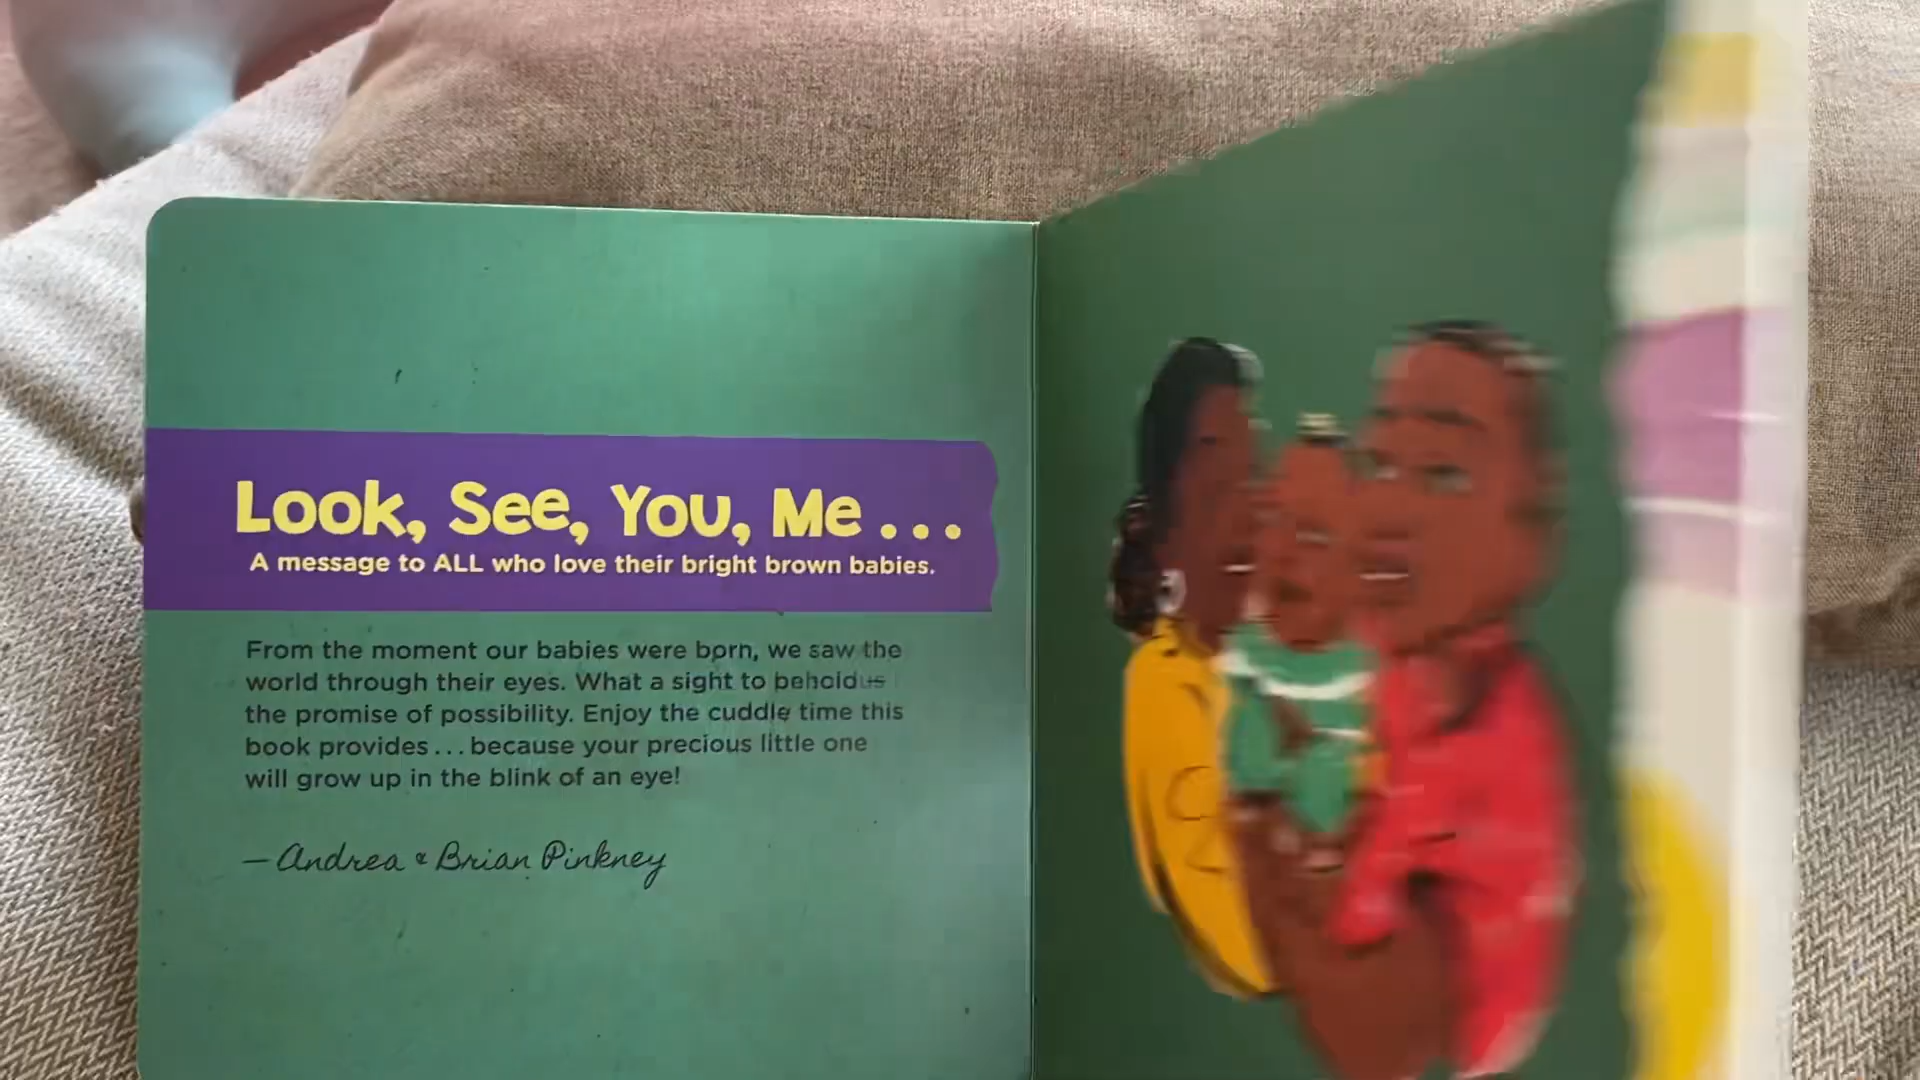 Look, See, You, Me...
A message to ALL who love their bright brown babies.
From the moment our babies were born, we saw the
world through their eyes. What a sight to behold
the promise of possibility. Enjoy the cuddle time this
book provides...because your precious little one
will grow up in the blink of an eye!
—Andrea & Brian Pinkney